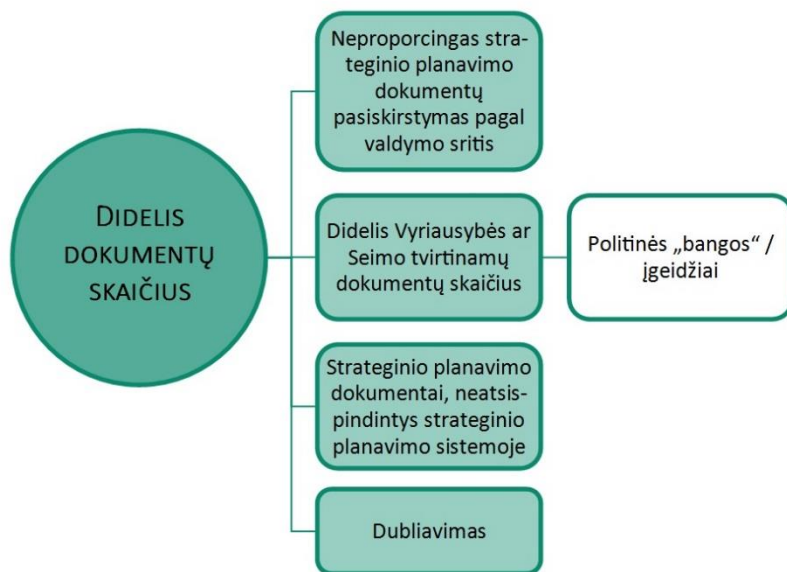 DIDELIS
DOKUMENTŲ
SKAIČIUS
Neproporcingas stra-
teginio planavimo
dokumentų
pasiskirstymas pagal
valdymo sritis
Didelis Vyriausybės ar
Seimo tvirtinamų
dokumentų skaičius
Politinės „bangos“ /
įgeidžiai
Strateginio planavimo
dokumentai, neatsis-
pindintys strateginio
planavimo sistemoje
Dubliavimas